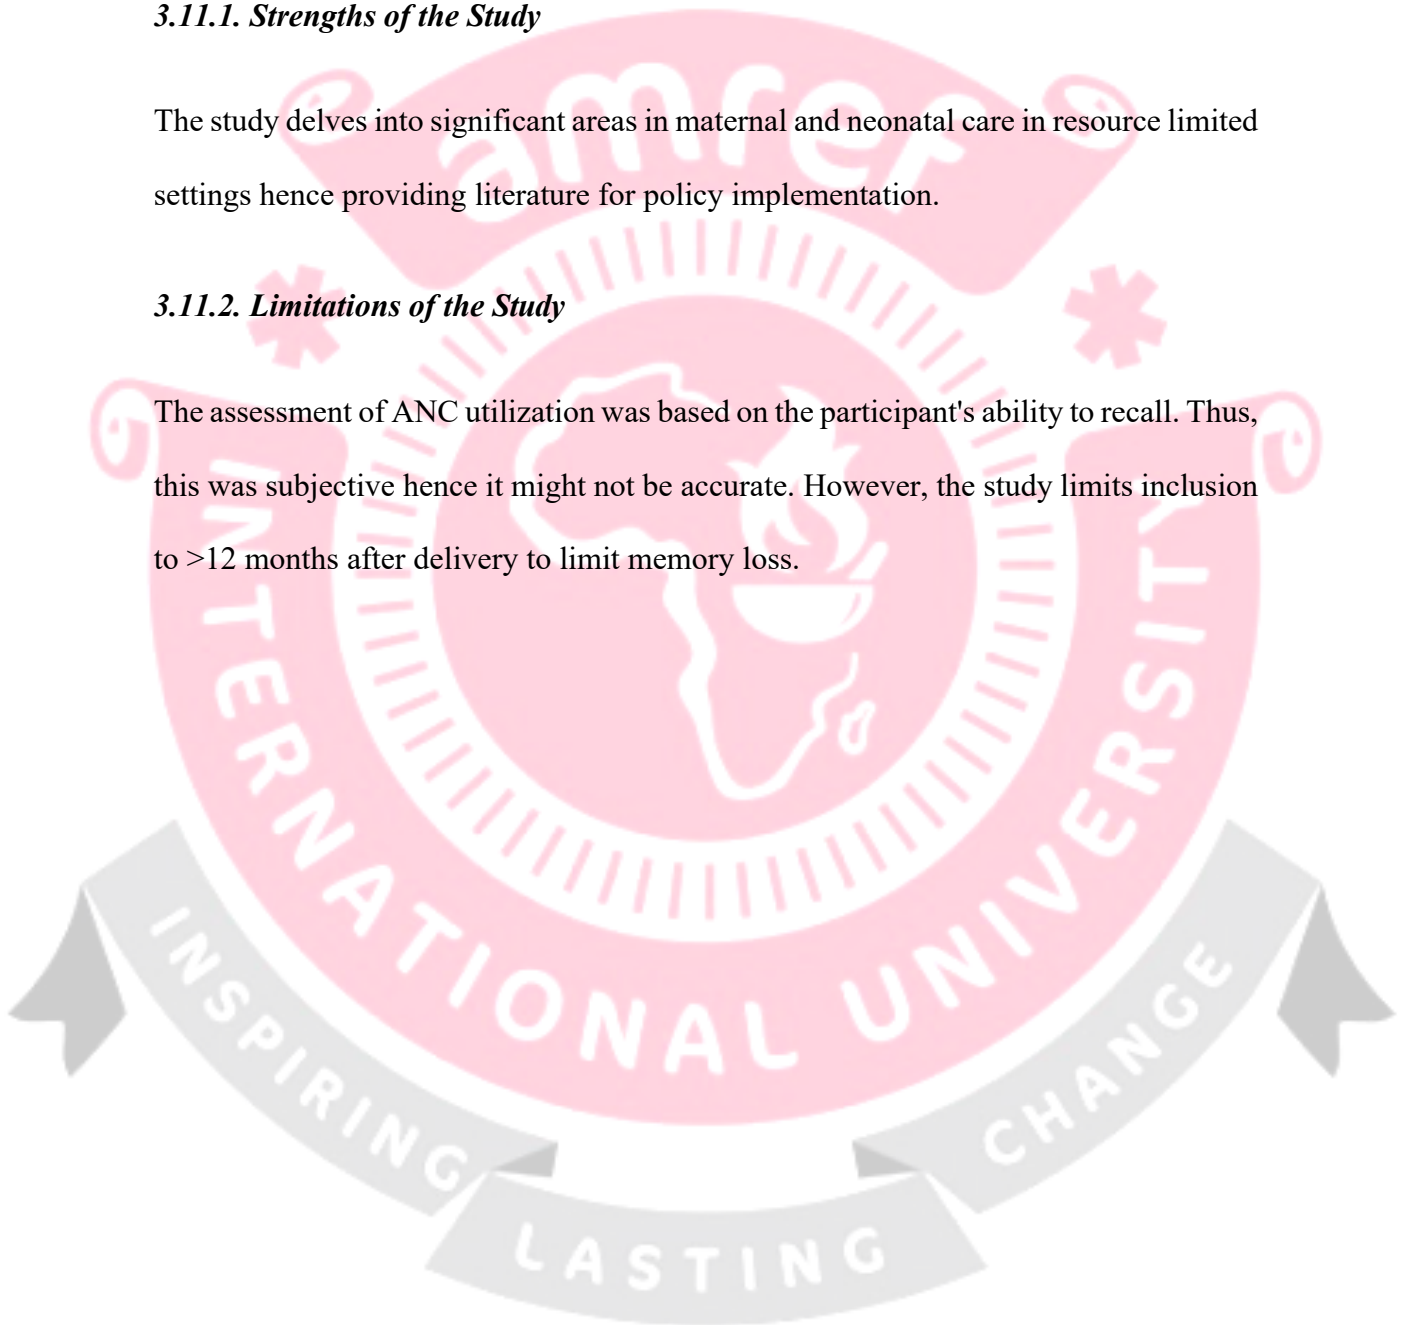 3.11.1. Strengths of the Study
amref
The study delves into significant areas in maternal and neonatal care in resource limited
settings hence providing literature for policy implementation.
3.11.2. Limitations of the Study
The assessment of ANC utilization was based on the participant's ability to recall. Thus,
this was subjective hence it might not be accurate. However, the study limits inclusion
to >12 months after delivery to limit memory loss.
INTERNATIONAL UNIVERSITY
INSPIRING
LASTING
CHANGE